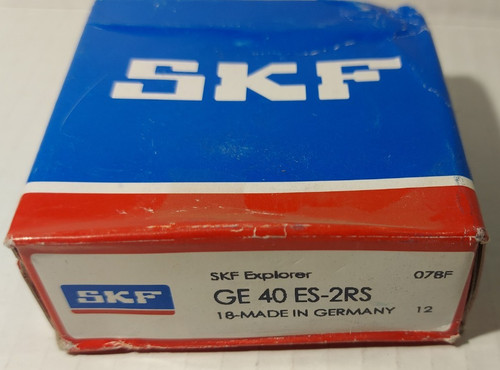 SKF
SKF Explorer 078F
SKF GE 40 ES-2RS
18-MADE IN GERMANY 12